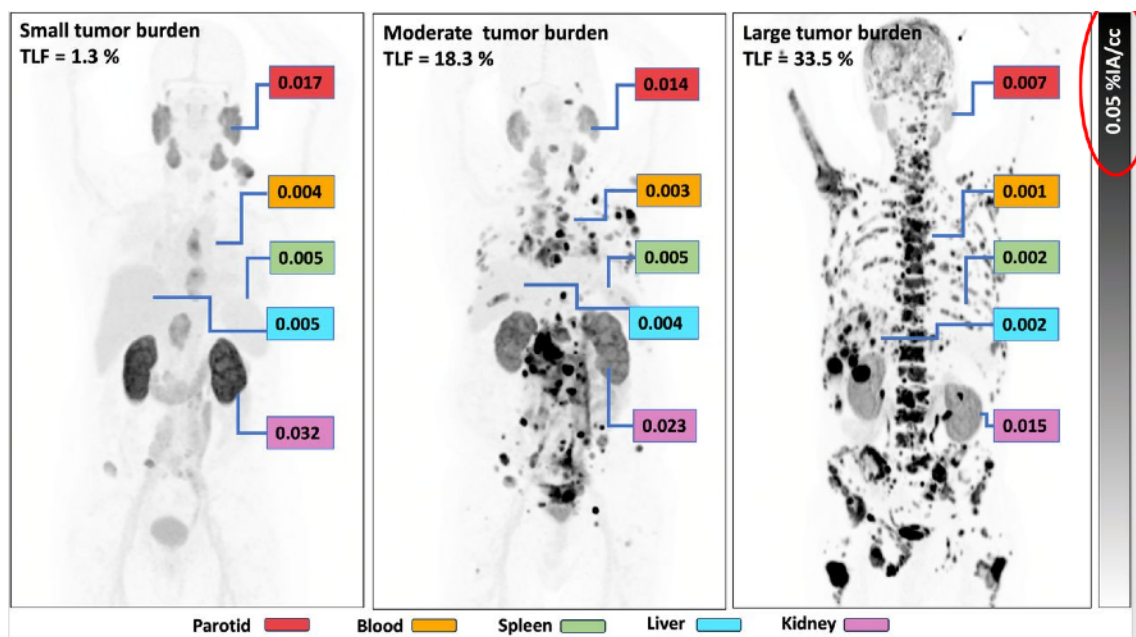 Small tumor burden
TLF = 1.3 %
0.017
0.004
0.005
0.005
0.032
Moderate tumor burden
TLF = 18.3 %
0.014
0.003
0.005
0.004
0.023
Large tumor burden
TLF = 33.5 %
0.007
0.001
0.002
0.002
0.015
0.05 %IA/cc
Parotid Blood Spleen Liver Kidney